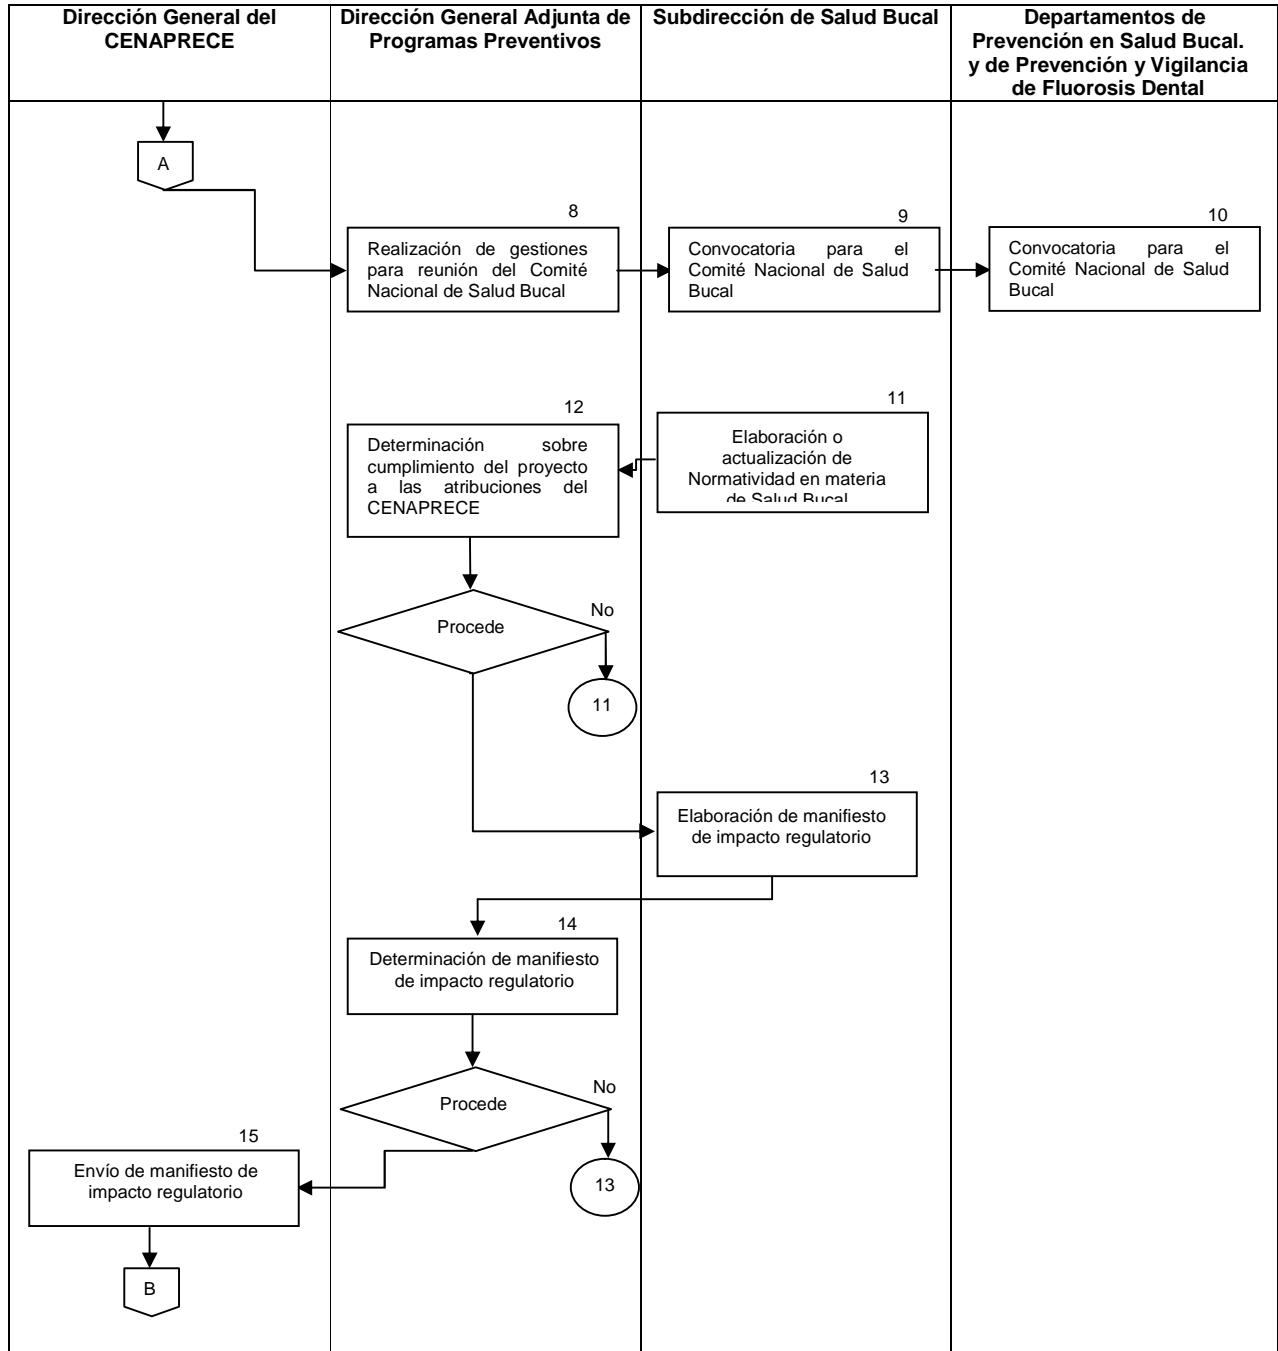 Dirección General del
CENAPRECE
Dirección General Adjunta de
Programas Preventivos
Subdirección de Salud Bucal
Departamentos de
Prevención en Salud Bucal.
y de Prevención y Vigilancia
de Fluorosis Dental
A
8
Realización de gestiones
para reunión del Comité
Nacional de Salud Bucal
9
Convocatoria para el
Comité Nacional de Salud
Bucal
10
Convocatoria para el
Comité Nacional de Salud
Bucal
11
Elaboración o
actualización de
Normatividad en materia
de Salud Bucal
12
Determinación sobre
cumplimiento del proyecto
a las atribuciones del
CENAPRECE
Procede
No
11
13
Elaboración de manifiesto
de impacto regulatorio
14
Determinación de manifiesto
de impacto regulatorio
Procede
No
13
15
Envío de manifiesto de
impacto regulatorio
B